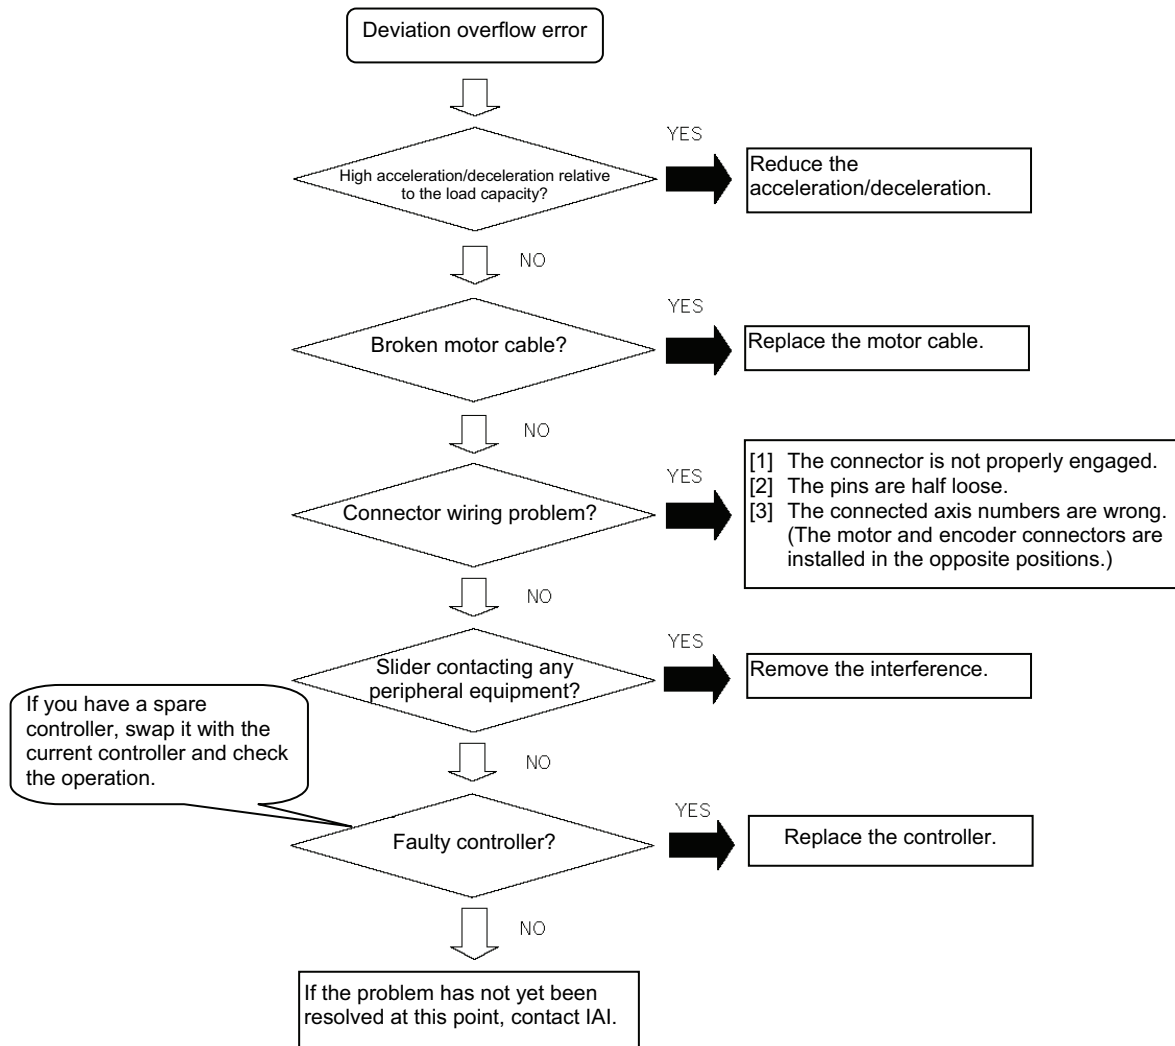 Deviation overflow error
YES
High acceleration/deceleration relative
to the load capacity?
Reduce the
acceleration/deceleration.
NO
YES
Broken motor cable?
Replace the motor cable.
NO
YES
Connector wiring problem?
[1] The connector is not properly engaged.
[2] The pins are half loose.
[3] The connected axis numbers are wrong.
(The motor and encoder connectors are
installed in the opposite positions.)
NO
YES
Slider contacting any
peripheral equipment?
Remove the interference.
If you have a spare
controller, swap it with the
current controller and check
the operation.
NO
YES
Faulty controller?
Replace the controller.
NO
If the problem has not yet been
resolved at this point, contact IAI.